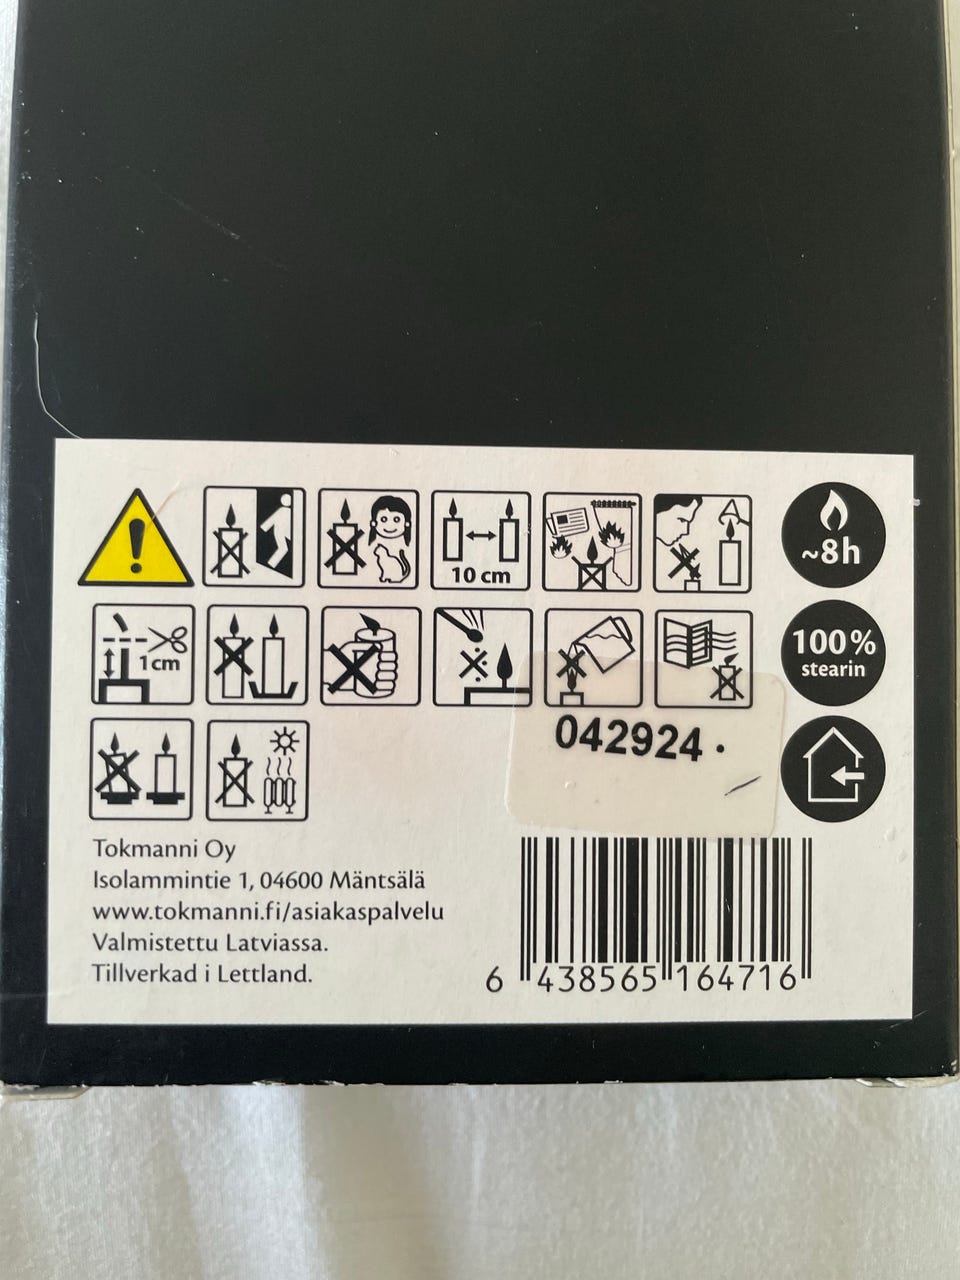 10 cm
~8h
1cm
100%
stearin
042924
Tokmanni Oy
Isolammintie 1, 04600 Mäntsälä
www.tokmanni.fi/asiakaspalvelu
Valmistettu Latviassa.
Tillverkad i Lettland.
6 438565 164716